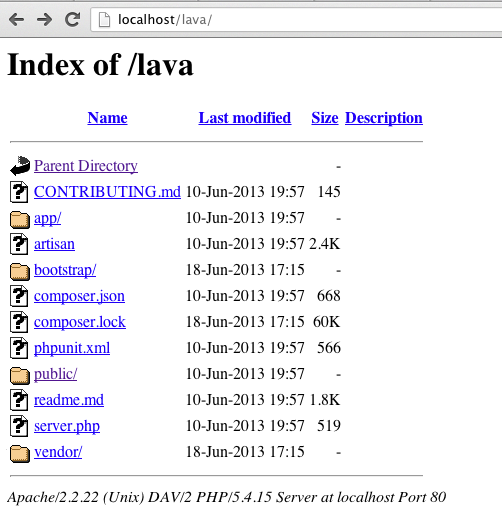 localhost/lava/
Index of /lava
Name Last modified Size Description
Parent Directory -
CONTRIBUTING.md 10-Jun-2013 19:57 145
app/ 10-Jun-2013 19:57 -
artisan 10-Jun-2013 19:57 2.4K
bootstrap/ 18-Jun-2013 17:15 -
composer.json 10-Jun-2013 19:57 668
composer.lock 18-Jun-2013 17:15 60K
phpunit.xml 10-Jun-2013 19:57 566
public/ 10-Jun-2013 19:57 -
readme.md 10-Jun-2013 19:57 1.8K
server.php 10-Jun-2013 19:57 519
vendor/ 18-Jun-2013 17:15 -
Apache/2.2.22 (Unix) DAV/2 PHP/5.4.15 Server at localhost Port 80